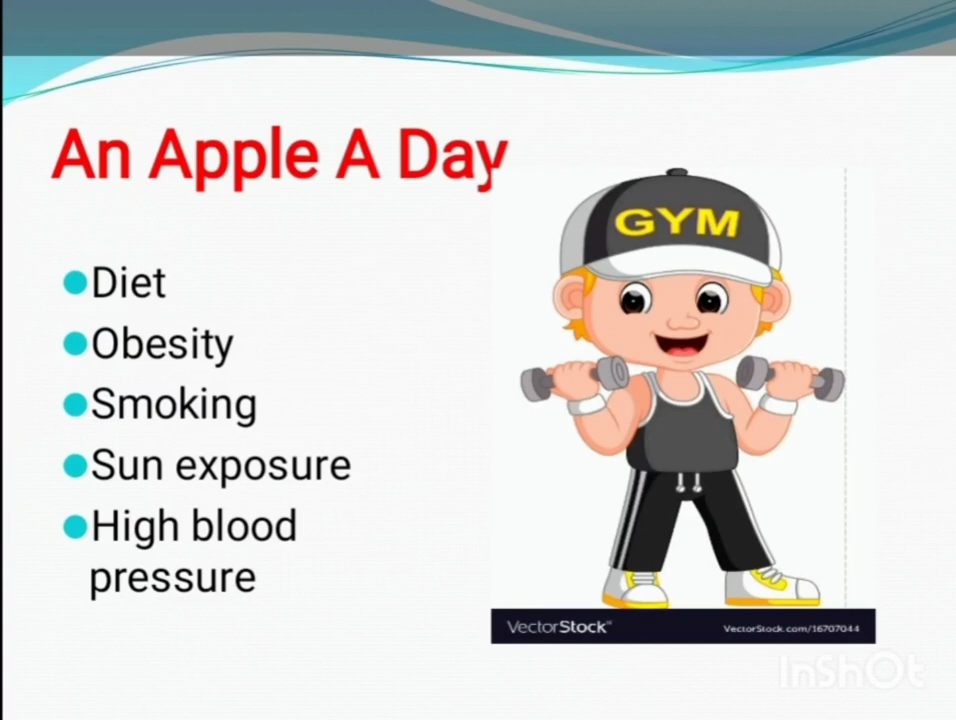 An Apple A Day
GYM
Diet
Obesity
Smoking
Sun exposure
High blood
pressure
VectorStock®
VectorStock.com/16707044
InShOt